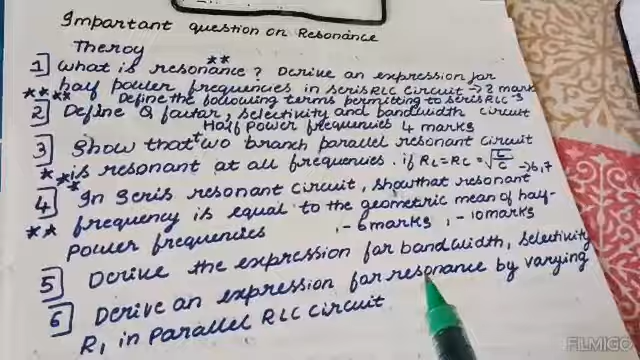 Important question on Resonance
Theroy
1] What is resonance? Derive an expression for
half power frequencies in seris RLC circuit → 8 mark
Define the following terms permitting to seris RLC
2] Define Q factor, selectivity and bandwidth circuit
Half Power frequencies 4 marks
3] Show that two branch parallel resonant circuit
is resonant at all frequencies. if RL = RC = √L/C → 6,7
4] In Seris resonant circuit, show that resonant
frequency is equal to the geometric mean of half-
Power frequencies - 6 marks, - 10 marks
5] Derive the expression for bandwidth, seletivity
6] Derive an expression for resonance by varying
R, in Parallel RLC circuit
FILMIGO